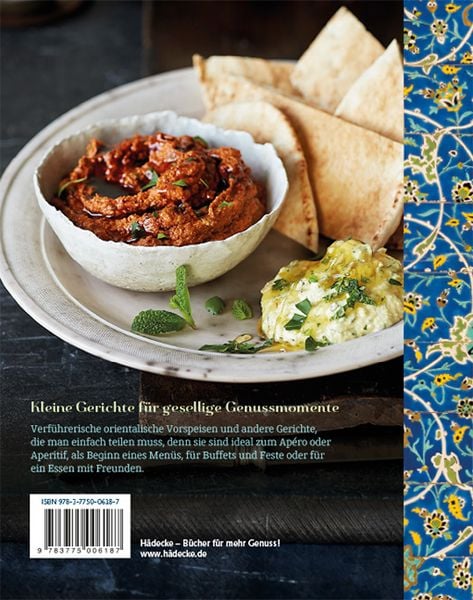 Kleine Gerichte für gesellige Genussmomente
Verführerische orientalische Vorspeisen und andere Gerichte,
die man einfach teilen muss, denn sie sind ideal zum Apéro oder
Aperitif, als Beginn eines Menüs, für Buffets und Feste oder für
ein Essen mit Freunden.
ISBN 978-3-7750-0618-7
9 783775 006187
Hädecke – Bücher für mehr Genuss!
www.hädecke.de